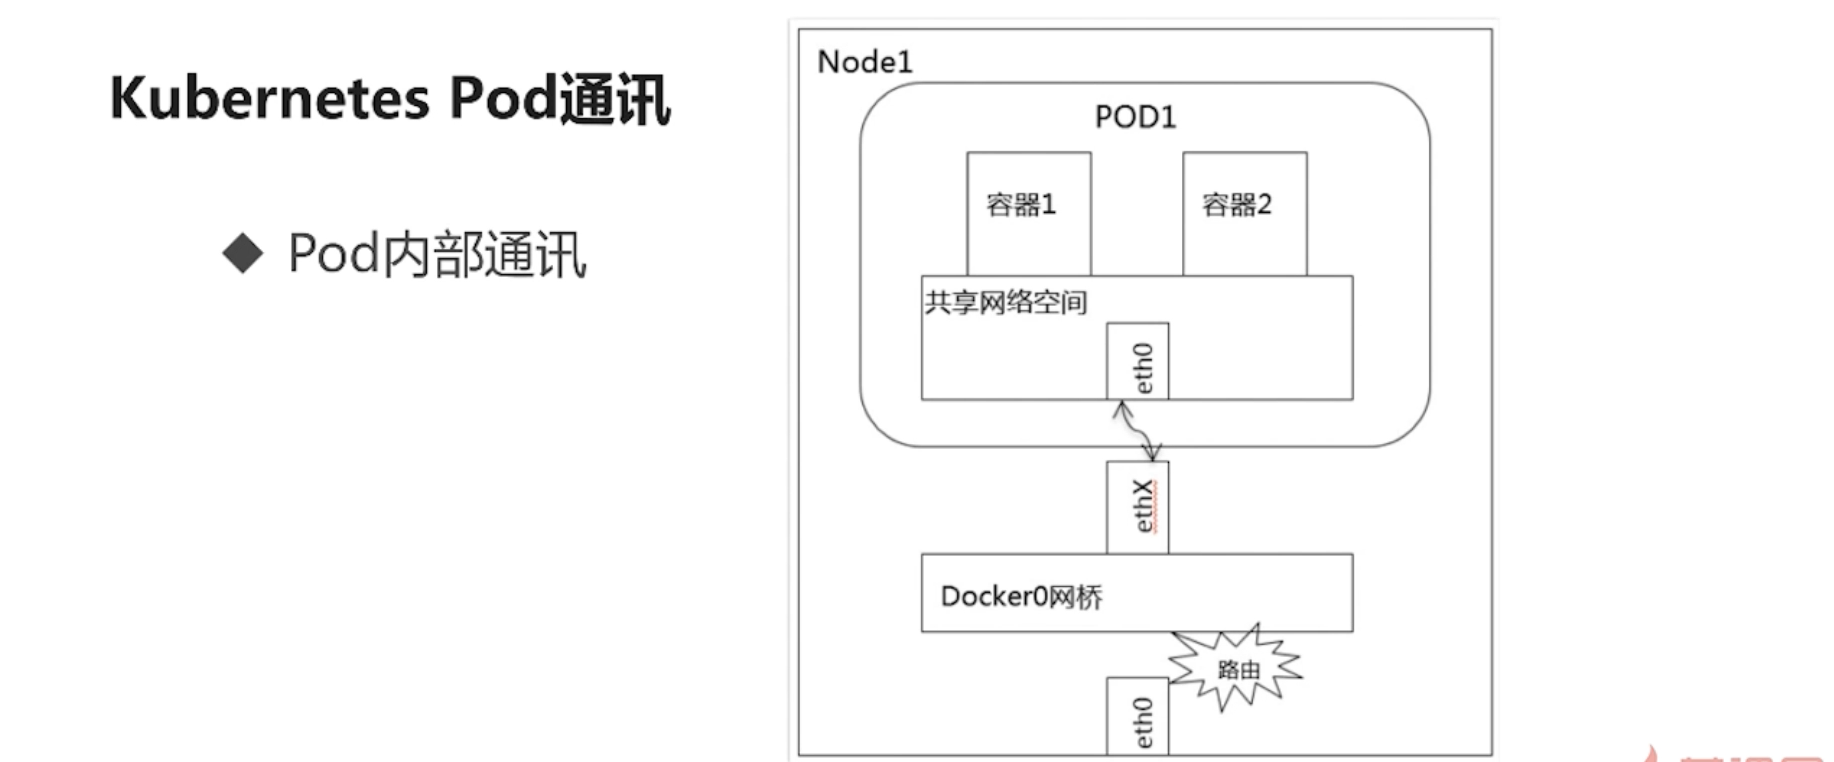 Kubernetes Pod通讯
Pod内部通讯
Node1
POD1
容器1
容器2
共享网络空间
eth0
ethX
Docker0网桥
路由
eth0